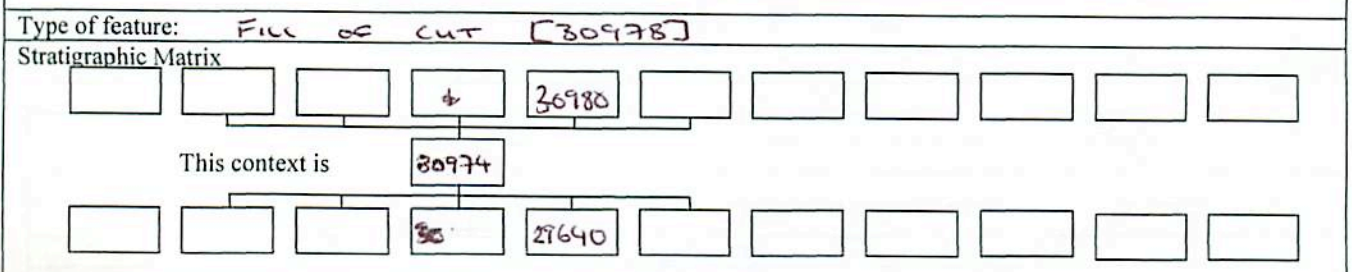 Type of feature: FILL OF CUT [30978]
Stratigraphic Matrix
30980
This context is 30974
29640